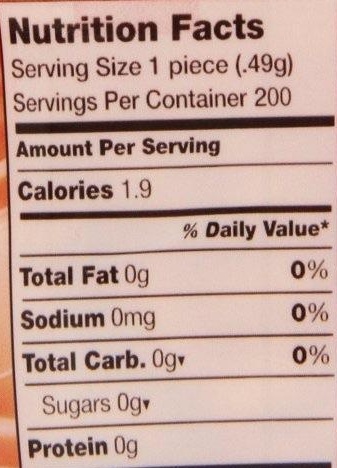 Nutrition Facts
Serving Size 1 piece (.49g)
Servings Per Container 200
Amount Per Serving
Calories 1.9
% Daily Value*
Total Fat 0g 0%
Sodium 0mg 0%
Total Carb. 0g▾ 0%
Sugars 0g▾
Protein 0g